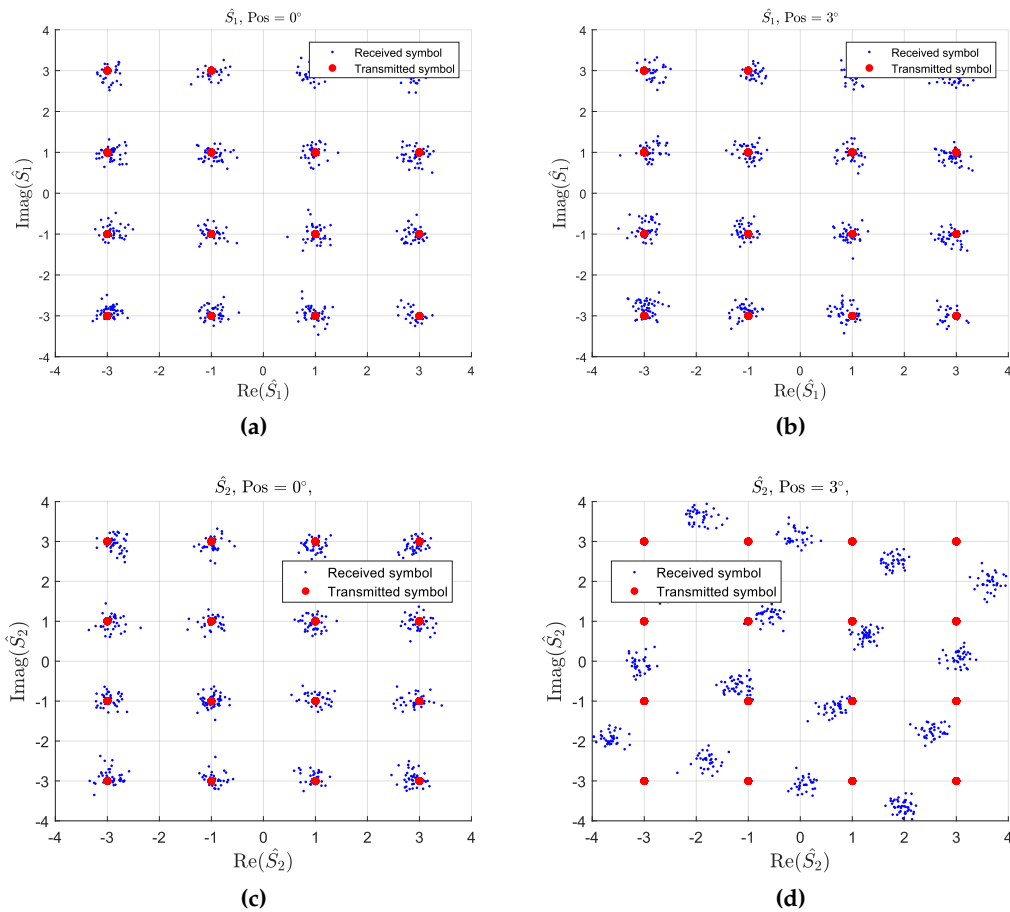 Ŝ₁, Pos = 0°
4
3
2
1
0
-1
-2
-3
-4
Imag(Ŝ₁)
Received symbol
Transmitted symbol
-4 -3 -2 -1 0 1 2 3 4
Re(Ŝ₁)
(a)
Ŝ₁, Pos = 3°
4
3
2
1
0
-1
-2
-3
-4
Imag(Ŝ₁)
Received symbol
Transmitted symbol
-4 -3 -2 -1 0 1 2 3 4
Re(Ŝ₁)
(b)
Ŝ₂, Pos = 0°,
4
3
2
1
0
-1
-2
-3
-4
Imag(Ŝ₂)
Received symbol
Transmitted symbol
-4 -3 -2 -1 0 1 2 3 4
Re(Ŝ₂)
(c)
Ŝ₂, Pos = 3°,
4
3
2
1
0
-1
-2
-3
-4
Imag(Ŝ₂)
Received symbol
Transmitted symbol
-4 -3 -2 -1 0 1 2 3 4
Re(Ŝ₂)
(d)